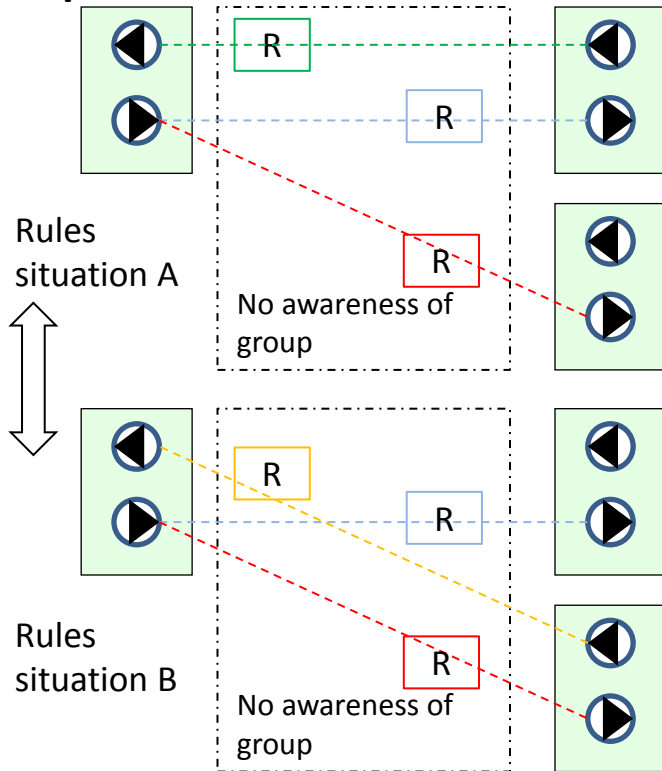 R
R
Rules
situation A
R
No awareness of
group
R
R
Rules
situation B
R
No awareness of
group